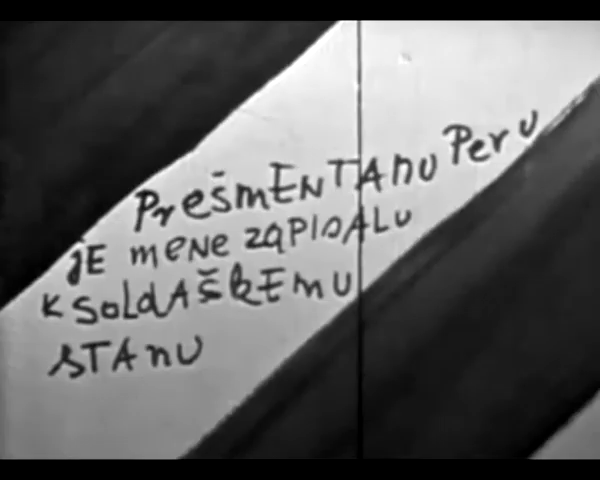 PrEŠMENTANU PerU
JE MENE ZAPISALU
K SOLDAŠKEMU
STANU